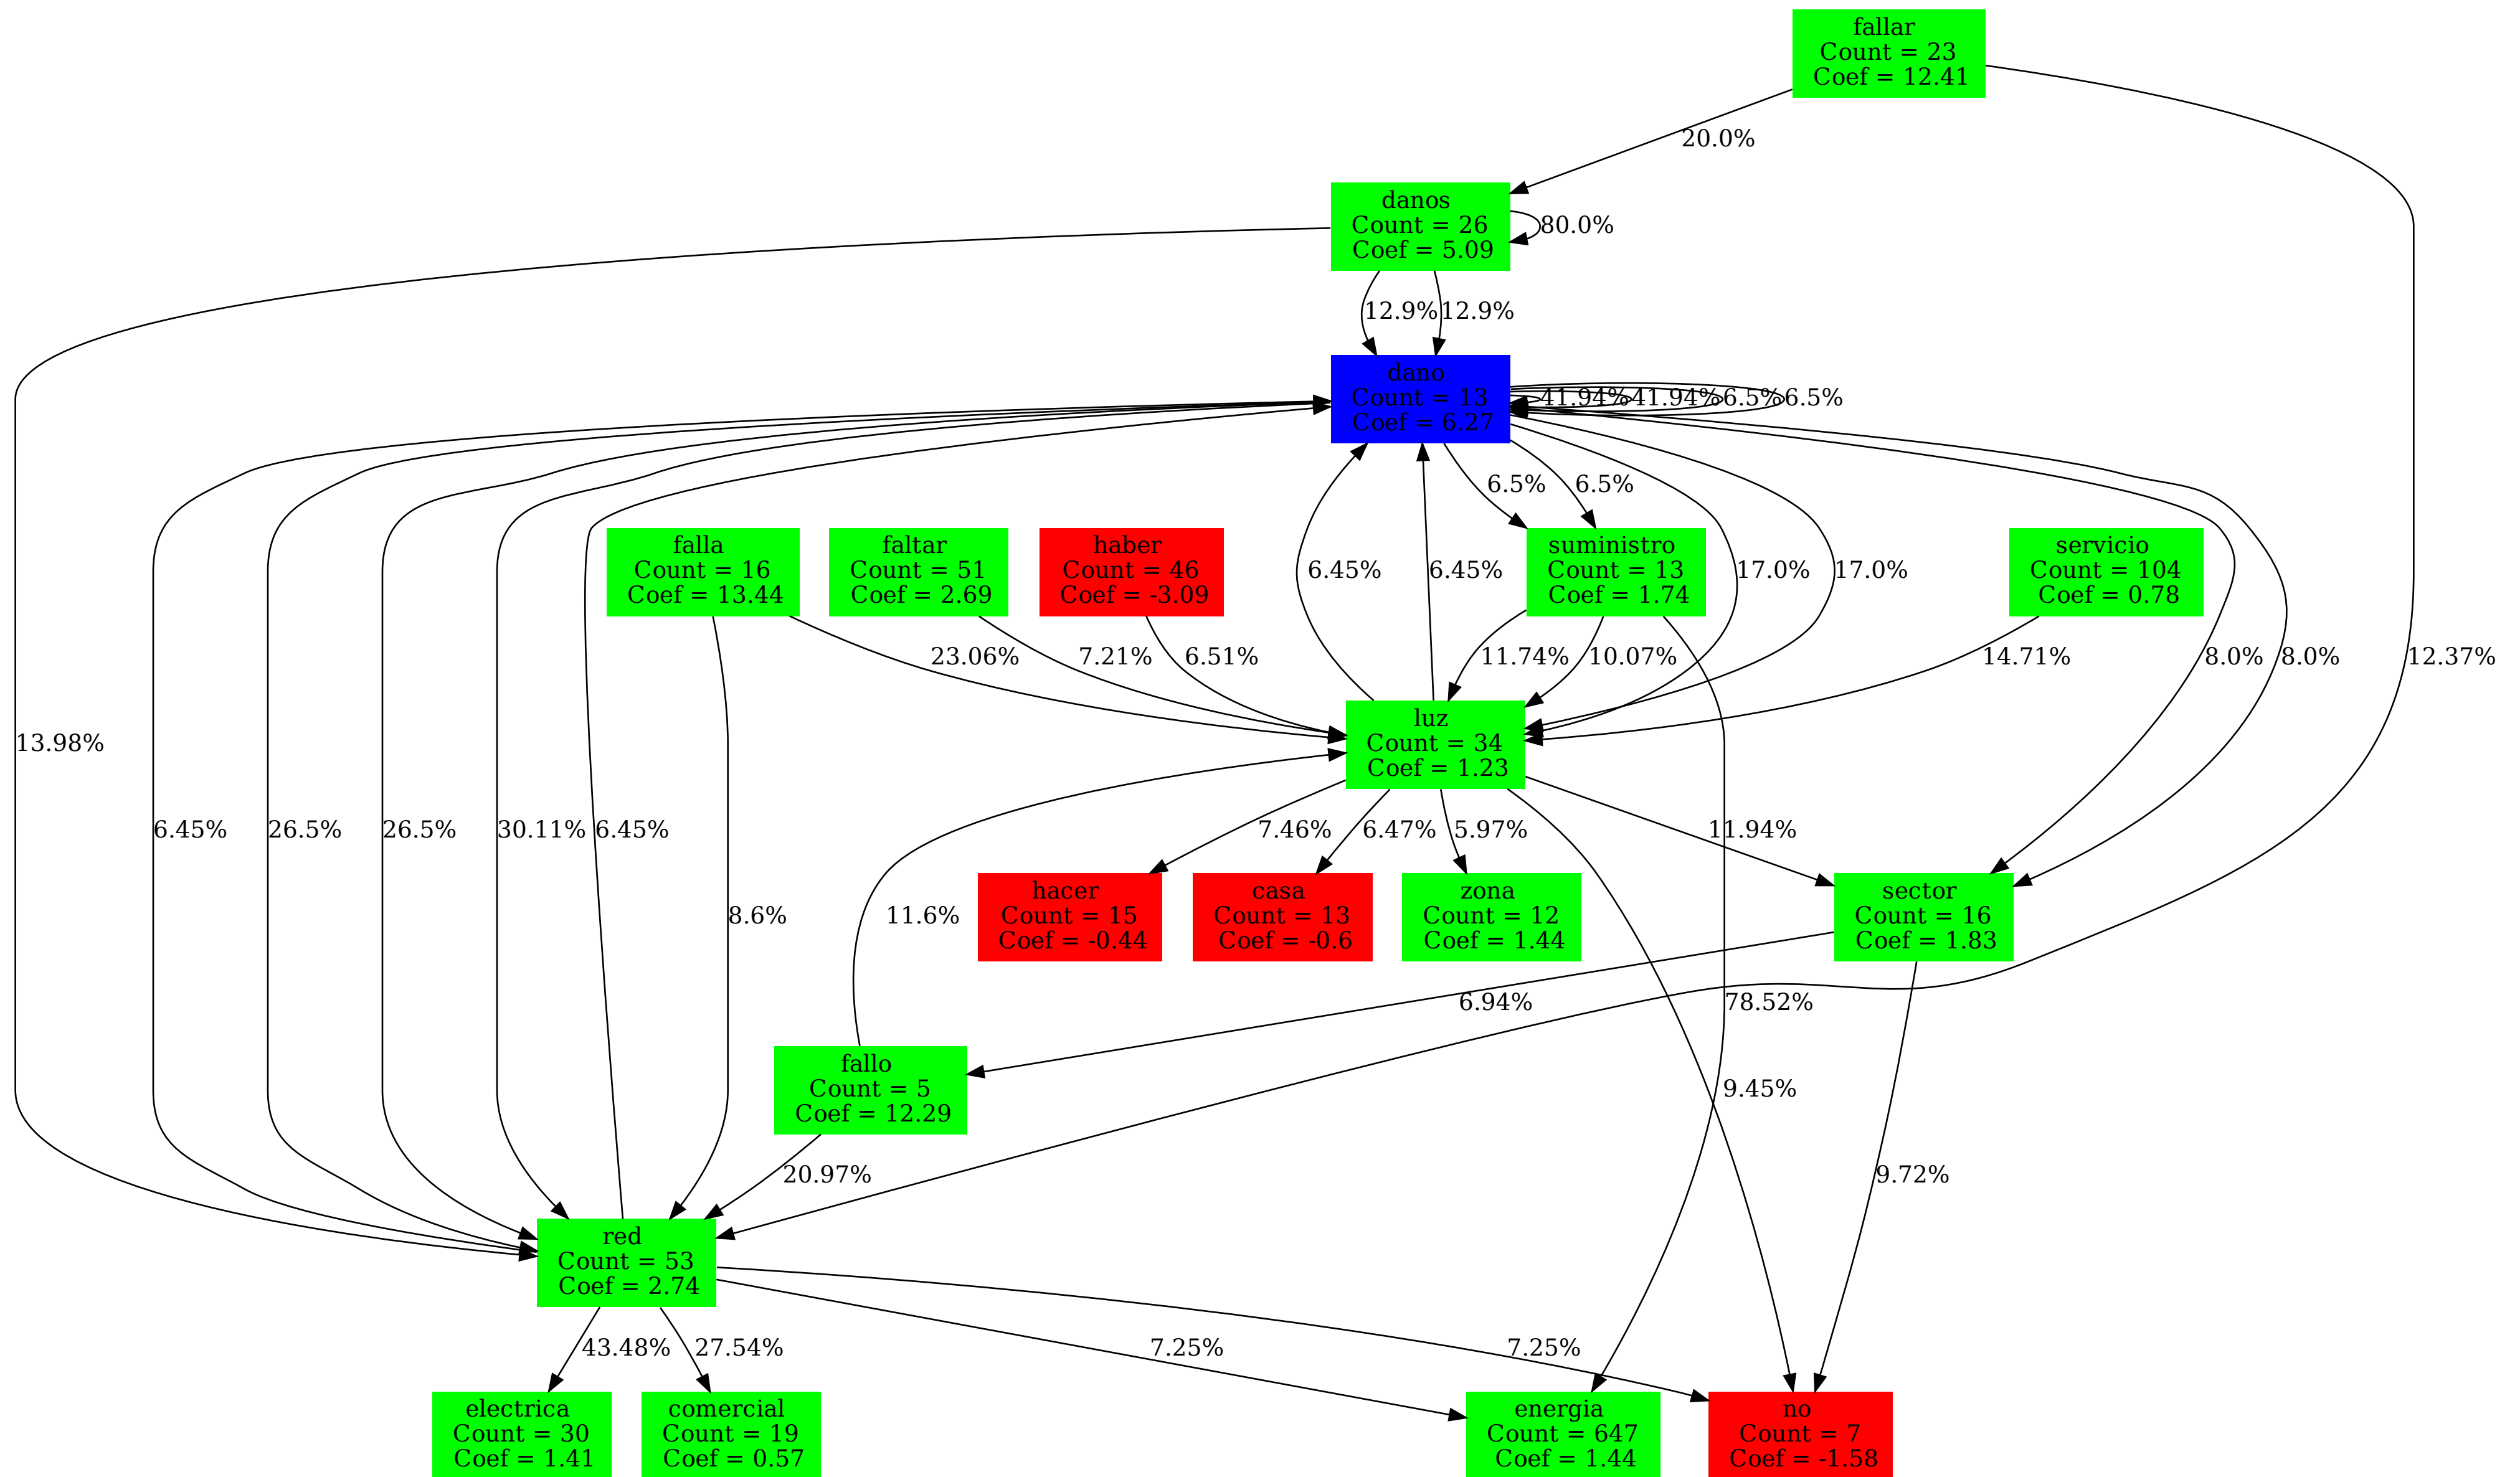 fallar
Count = 23
Coef = 12.41
20.0%
danos
Count = 26
Coef = 5.09
80.0%
12.9%
12.9%
dano
Count = 13
Coef = 6.27
41.94%
41.94%
6.5%
6.5%
6.5%
6.5%
falla
Count = 16
Coef = 13.44
faltar
Count = 51
Coef = 2.69
haber
Count = 46
Coef = -3.09
6.45%
6.45%
suministro
Count = 13
Coef = 1.74
17.0%
17.0%
servicio
Count = 104
Coef = 0.78
23.06%
7.21%
6.51%
11.74%
10.07%
14.71%
8.0%
8.0%
12.37%
13.98%
luz
Count = 34
Coef = 1.23
6.45%
26.5%
26.5%
30.11%
6.45%
7.46%
6.47%
5.97%
11.94%
8.6%
11.6%
hacer
Count = 15
Coef = -0.44
casa
Count = 13
Coef = -0.6
zona
Count = 12
Coef = 1.44
sector
Count = 16
Coef = 1.83
6.94%
78.52%
fallo
Count = 5
Coef = 12.29
9.45%
20.97%
9.72%
red
Count = 53
Coef = 2.74
43.48%
27.54%
7.25%
7.25%
electrica
Count = 30
Coef = 1.41
comercial
Count = 19
Coef = 0.57
energia
Count = 647
Coef = 1.44
no
Count = 7
Coef = -1.58